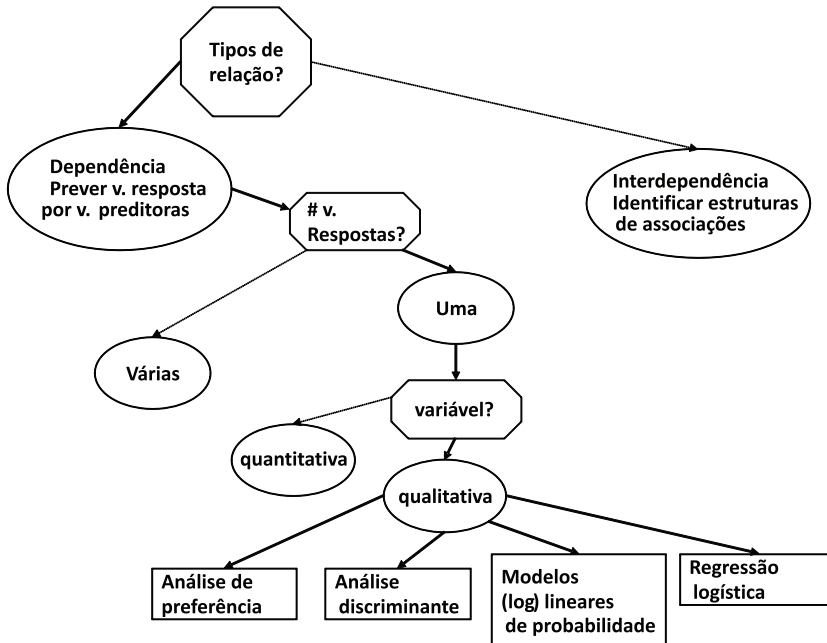 Tipos de
relação?
Dependência
Prever v. resposta
por v. preditoras
Interdependência
Identificar estruturas
de associações
# v.
Respostas?
Uma
Várias
variável?
quantitativa
qualitativa
Análise de
preferência
Análise
discriminante
Modelos
(log) lineares
de probabilidade
Regressão
logística